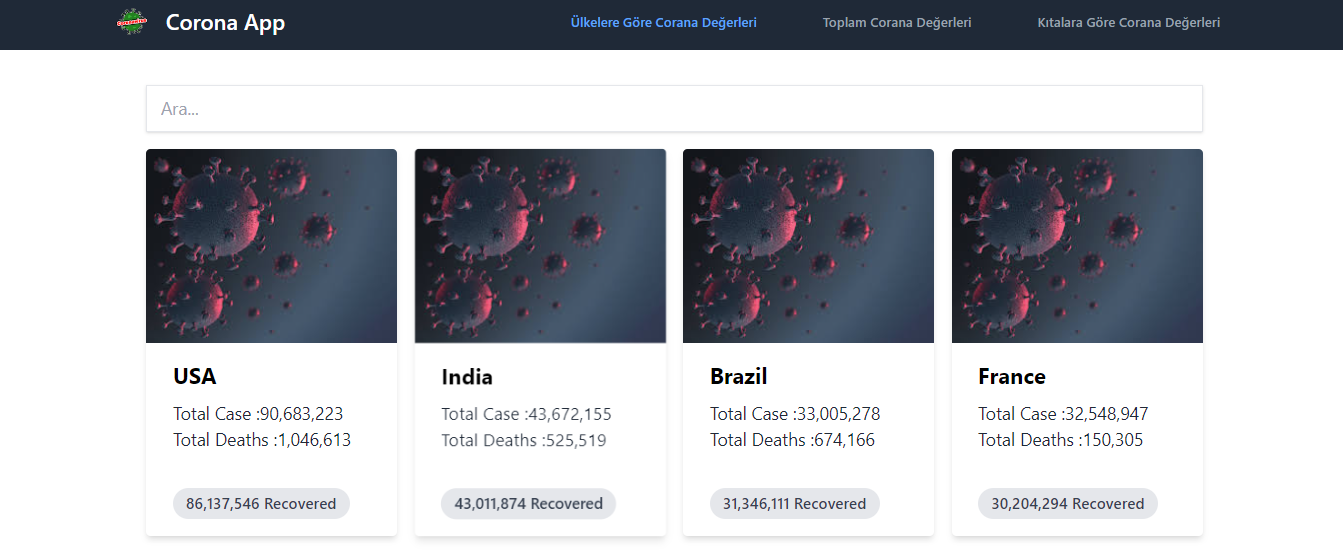 Corona App
Ülkelere Göre Corana Değerleri
Toplam Corana Değerleri
Kıtalara Göre Corana Değerleri
Ara...
USA
Total Case :90,683,223
Total Deaths :1,046,613
86,137,546 Recovered
India
Total Case :43,672,155
Total Deaths :525,519
43,011,874 Recovered
Brazil
Total Case :33,005,278
Total Deaths :674,166
31,346,111 Recovered
France
Total Case :32,548,947
Total Deaths :150,305
30,204,294 Recovered